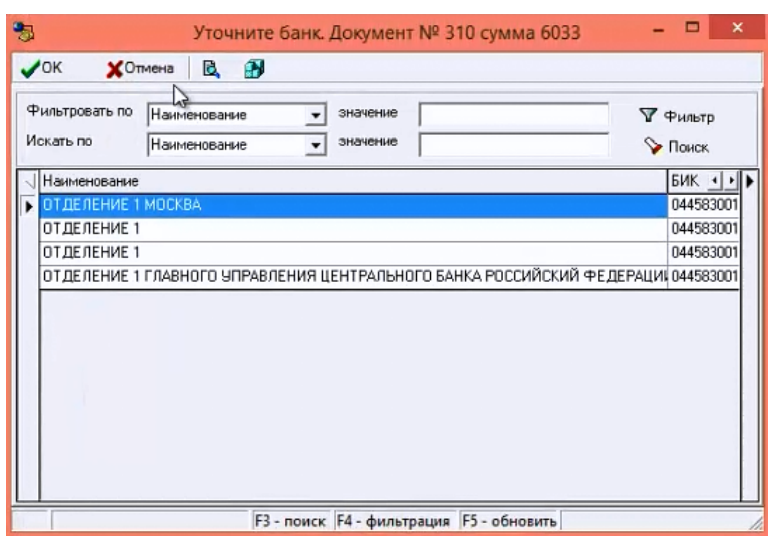 Уточните банк. Документ № 310 сумма 6033
OK Отмена
Фильтровать по Наименование значение Фильтр
Искать по Наименование значение Поиск
Наименование БИК
ОТДЕЛЕНИЕ 1 МОСКВА 044583001
ОТДЕЛЕНИЕ 1 044583001
ОТДЕЛЕНИЕ 1 044583001
ОТДЕЛЕНИЕ 1 ГЛАВНОГО УПРАВЛЕНИЯ ЦЕНТРАЛЬНОГО БАНКА РОССИЙСКИЙ ФЕДЕРАЦИИ 044583001
F3 - поиск F4 - фильтрация F5 - обновить